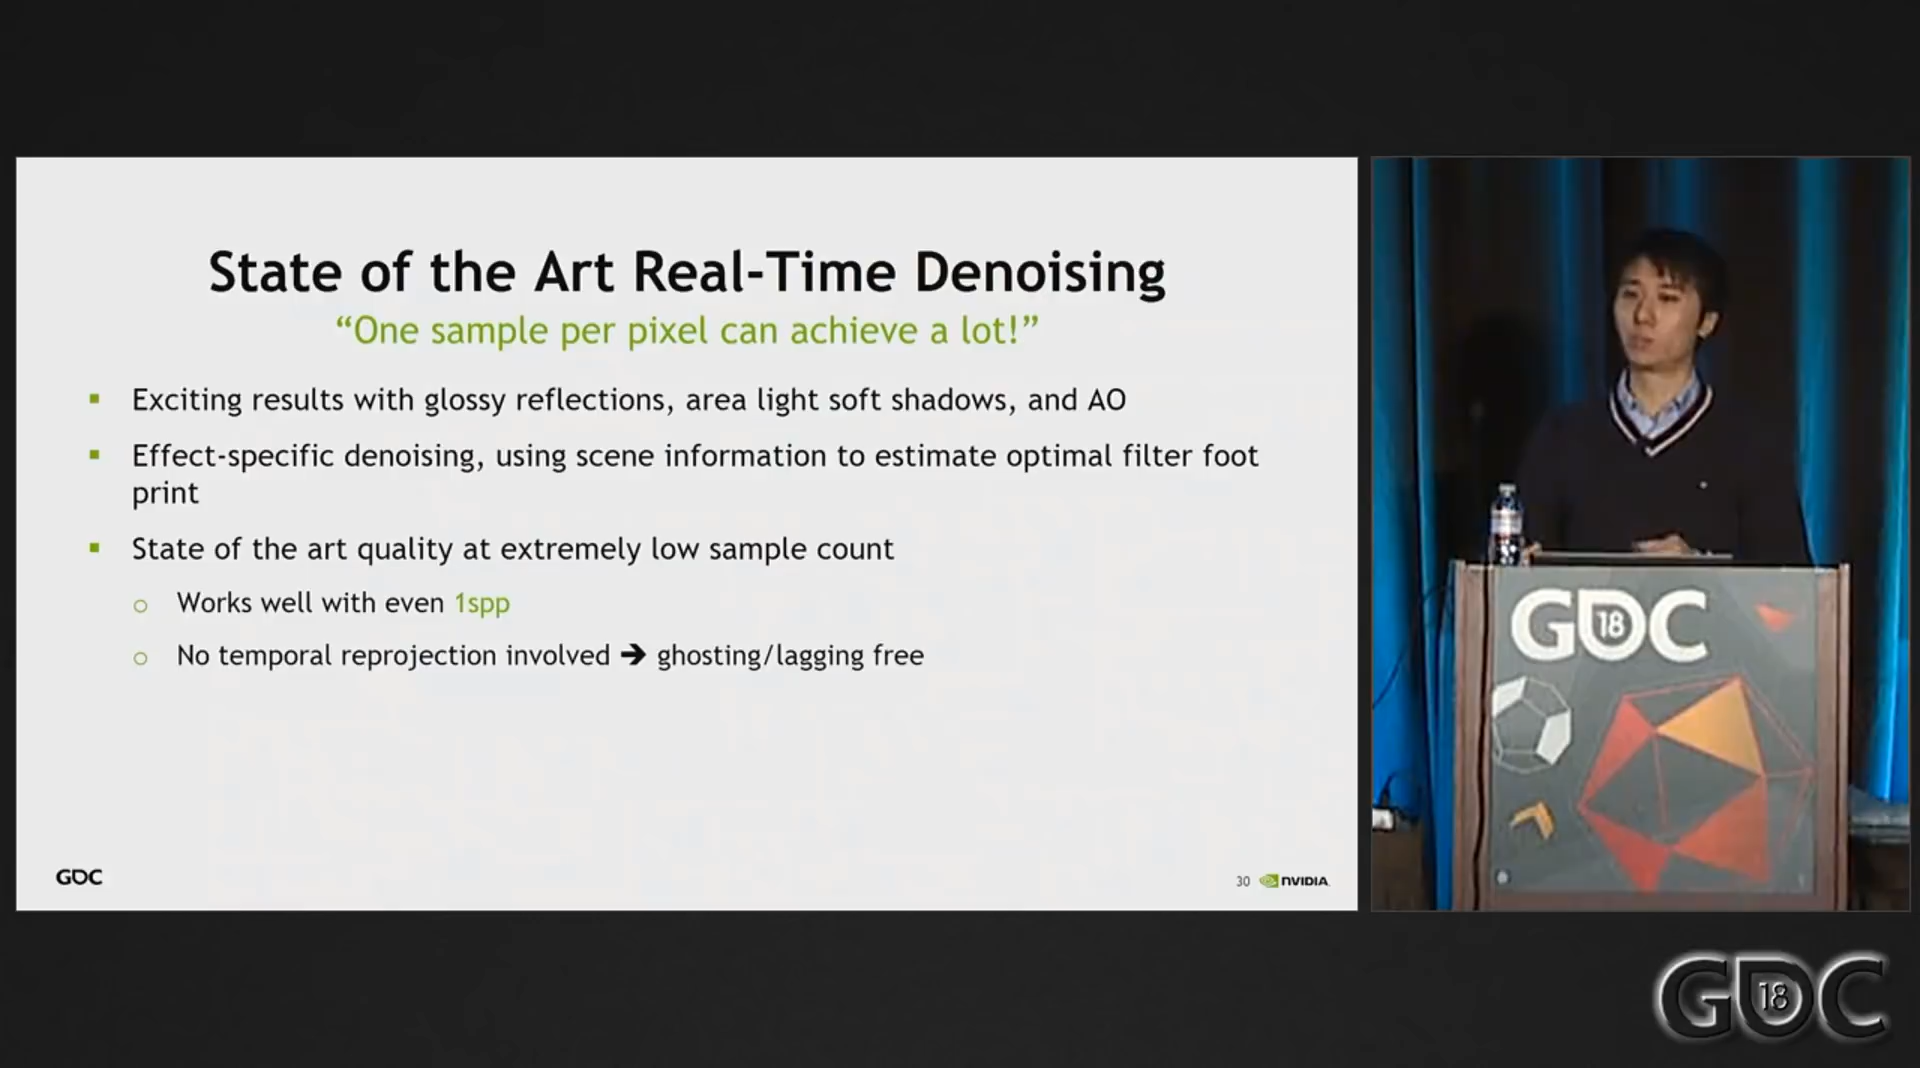 State of the Art Real-Time Denoising
“One sample per pixel can achieve a lot!”
▪ Exciting results with glossy reflections, area light soft shadows, and AO
▪ Effect-specific denoising, using scene information to estimate optimal filter foot
print
▪ State of the art quality at extremely low sample count
○ Works well with even 1spp
○ No temporal reprojection involved ➔ ghosting/lagging free
GDC
30 NVIDIA
GDC 18
GDC 18